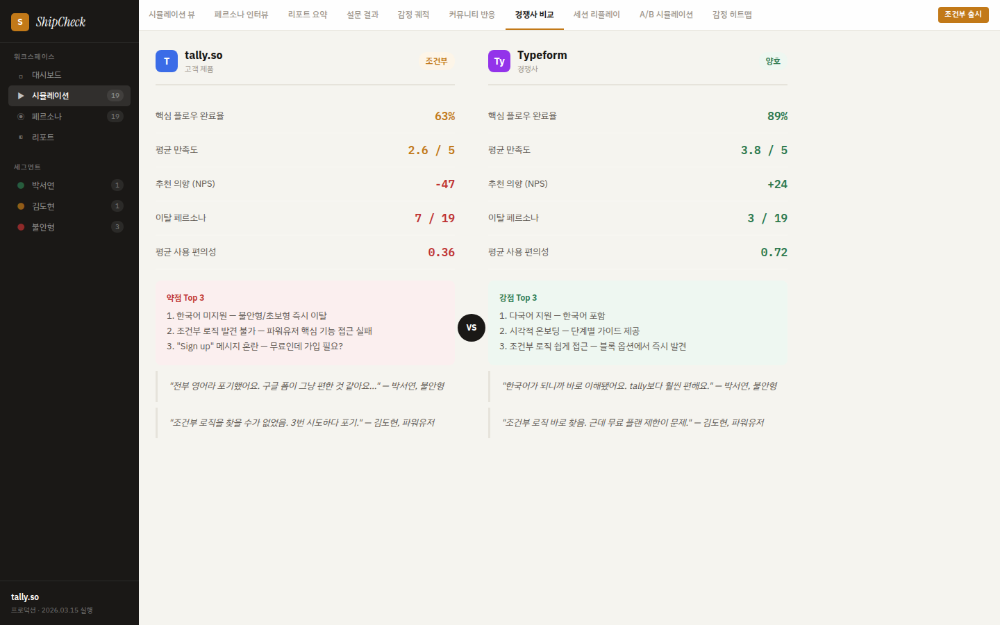 S ShipCheck
워크스페이스
대시보드
시뮬레이션 19
페르소나 19
리포트
세그먼트
박서연 1
김도현 1
불안형 3
tally.so
프로덕션 · 2026.03.15 실행
시뮬레이션 뷰 페르소나 인터뷰 리포트 요약 설문 결과 감정 궤적 커뮤니티 반응 경쟁사 비교 세션 리플레이 A/B 시뮬레이션 감정 히트맵 조건부 출시
T tally.so 조건부
고객 제품
핵심 플로우 완료율 63%
평균 만족도 2.6 / 5
추천 의향 (NPS) -47
이탈 페르소나 7 / 19
평균 사용 편의성 0.36
약점 Top 3
1. 한국어 미지원 — 불안형/초보형 즉시 이탈
2. 조건부 로직 발견 불가 — 파워유저 핵심 기능 접근 실패
3. "Sign up" 메시지 혼란 — 무료인데 가입 필요?
"전부 영어라 포기했어요. 구글 폼이 그냥 편한 것 같아요..." — 박서연, 불안형
"조건부 로직을 찾을 수가 없었음. 3번 시도하다 포기." — 김도현, 파워유저
VS
Ty Typeform 양호
경쟁사
핵심 플로우 완료율 89%
평균 만족도 3.8 / 5
추천 의향 (NPS) +24
이탈 페르소나 3 / 19
평균 사용 편의성 0.72
강점 Top 3
1. 다국어 지원 — 한국어 포함
2. 시각적 온보딩 — 단계별 가이드 제공
3. 조건부 로직 쉽게 접근 — 블록 옵션에서 즉시 발견
"한국어가 되니까 바로 이해됐어요. tally보다 훨씬 편해요." — 박서연, 불안형
"조건부 로직 바로 찾음. 근데 무료 플랜 제한이 문제." — 김도현, 파워유저